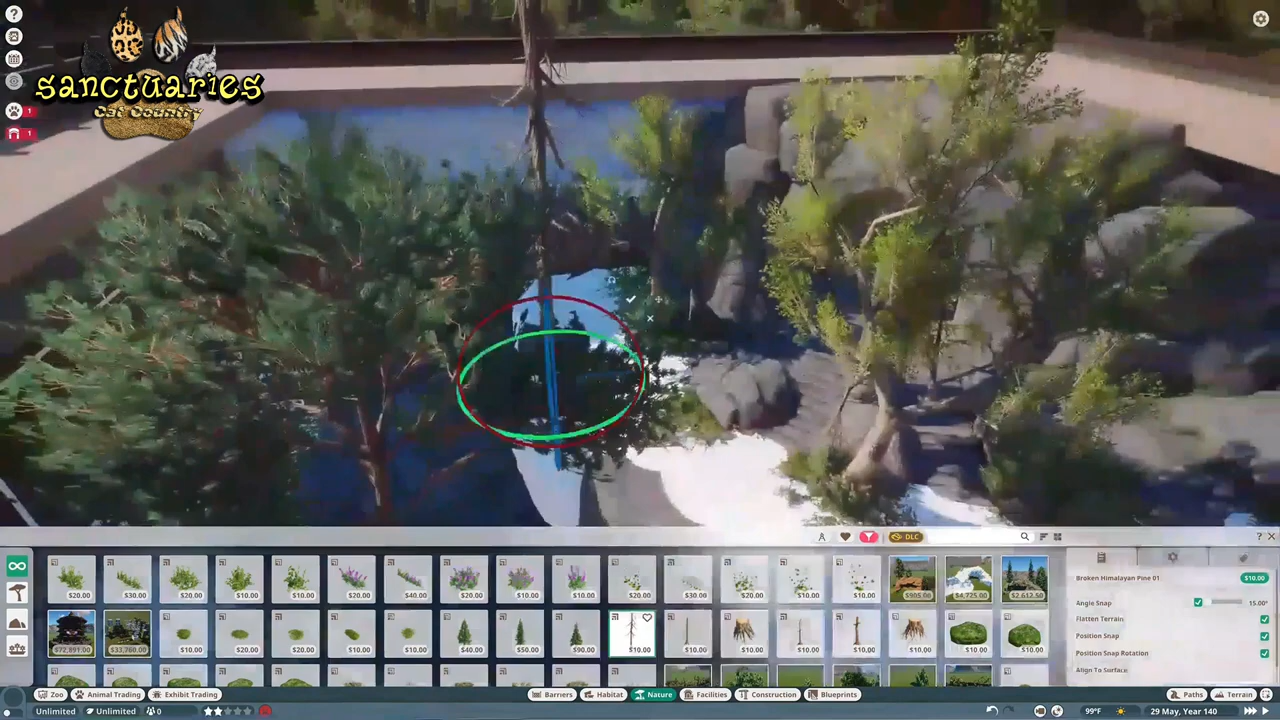 sanctuaries
Cat Country
1
1
DLC
$20.00 $30.00 $20.00 $20.00 $10.00 $20.00 $40.00 $20.00 $10.00 $10.00 $20.00 $30.00 $20.00 $10.00 $10.00 $905.00 $4,725.00 $2,612.50
Broken Himalayan Pine 01 $10.00
Angle Snap 15.00°
Flatten Terrain
$72,891.00 $33,760.00 $10.00 $20.00 $10.00 $10.00 $10.00 $40.00 $50.00 $90.00 $10.00 $10.00 $90.00 $10.00 $10.00 $10.00 $10.00 $10.00
Position Snap
Position Snap Rotation
Align To Surface
Zoo Animal Trading Exhibit Trading Barriers Habitat Nature Facilities Construction Blueprints Paths Terrain
Unlimited Unlimited 0 99°F 29 May, Year 140